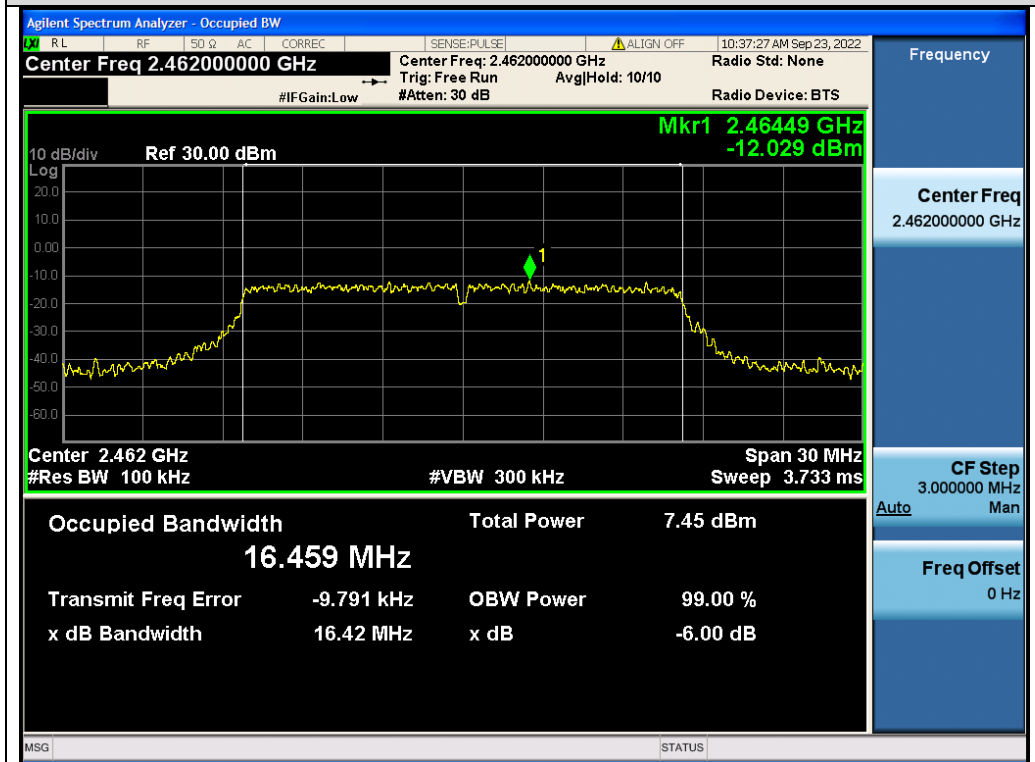 Agilent Spectrum Analyzer - Occupied BW
LXI RL RF 50 Ω AC CORREC SENSE:PULSE ALIGN OFF 10:37:27 AM Sep 23, 2022
Center Freq 2.462000000 GHz Center Freq: 2.462000000 GHz Radio Std: None
Trig: Free Run Avg|Hold: 10/10
#IFGain:Low #Atten: 30 dB Radio Device: BTS
Mkr1 2.46449 GHz
10 dB/div Ref 30.00 dBm -12.029 dBm
Log
20.0
10.0
0.00
1
-10.0
-20.0
-30.0
-40.0
-50.0
-60.0
Center 2.462 GHz Span 30 MHz
#Res BW 100 kHz #VBW 300 kHz Sweep 3.733 ms
Occupied Bandwidth Total Power 7.45 dBm
16.459 MHz
Transmit Freq Error -9.791 kHz OBW Power 99.00 %
x dB Bandwidth 16.42 MHz x dB -6.00 dB
Frequency
Center Freq
2.462000000 GHz
CF Step
3.000000 MHz
Auto Man
Freq Offset
0 Hz
MSG STATUS